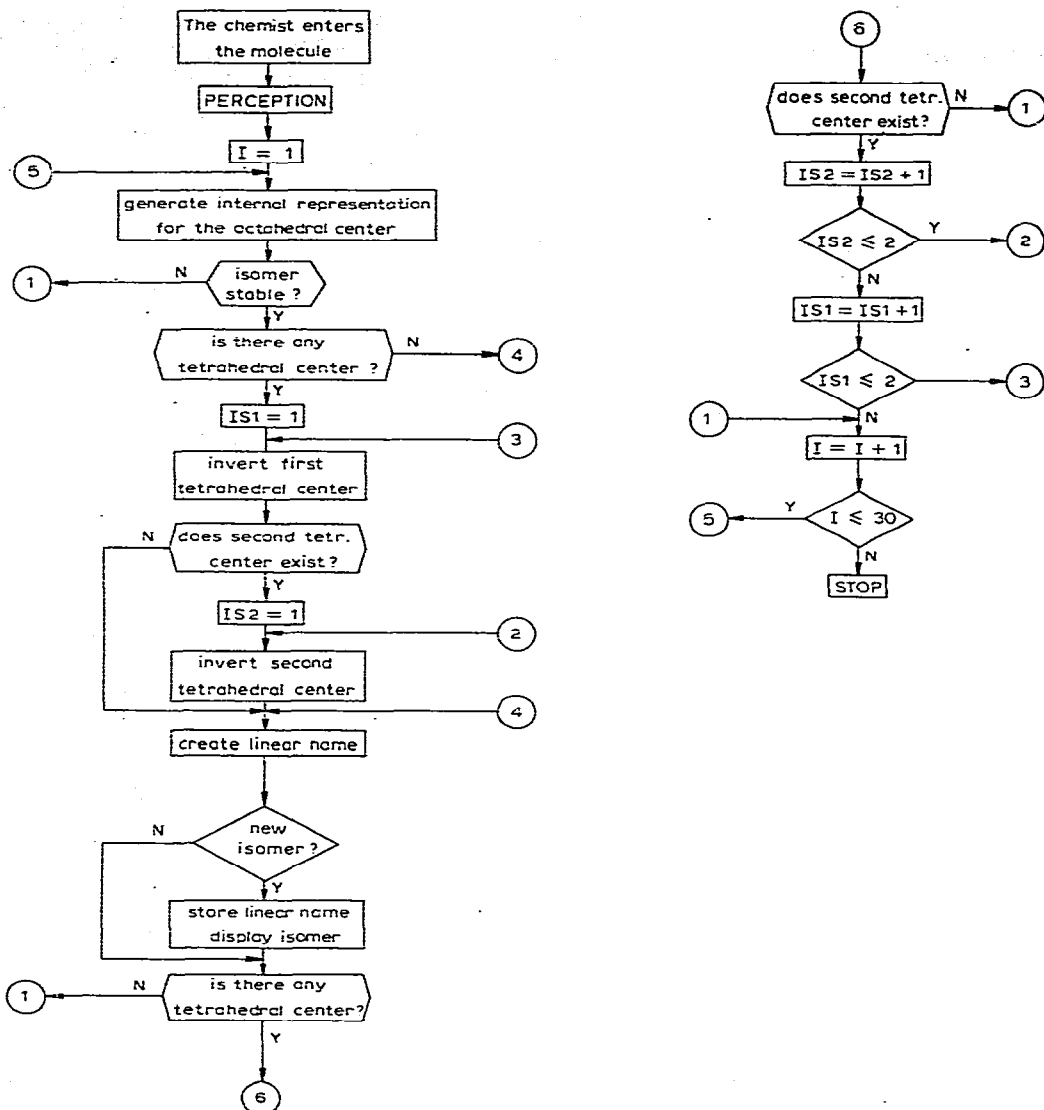 The chemist enters
the molecule
PERCEPTION
I = 1
5
generate internal representation
for the octahedral center
N
isomer
stable ?
1
Y
is there any
tetrahedral center ?
N
4
Y
IS1 = 1
3
invert first
tetrahedral center
N
does second tetr.
center exist?
Y
IS2 = 1
2
invert second
tetrahedral center
4
create linear name
N
new
isomer ?
Y
store linear name
display isomer
N
is there any
tetrahedral center?
1
Y
6
6
does second tetr.
center exist?
N
1
Y
IS2 = IS2 + 1
IS2 ≤ 2
Y
2
N
IS1 = IS1 + 1
IS1 ≤ 2
3
1
N
I = I + 1
Y
I ≤ 30
5
N
STOP